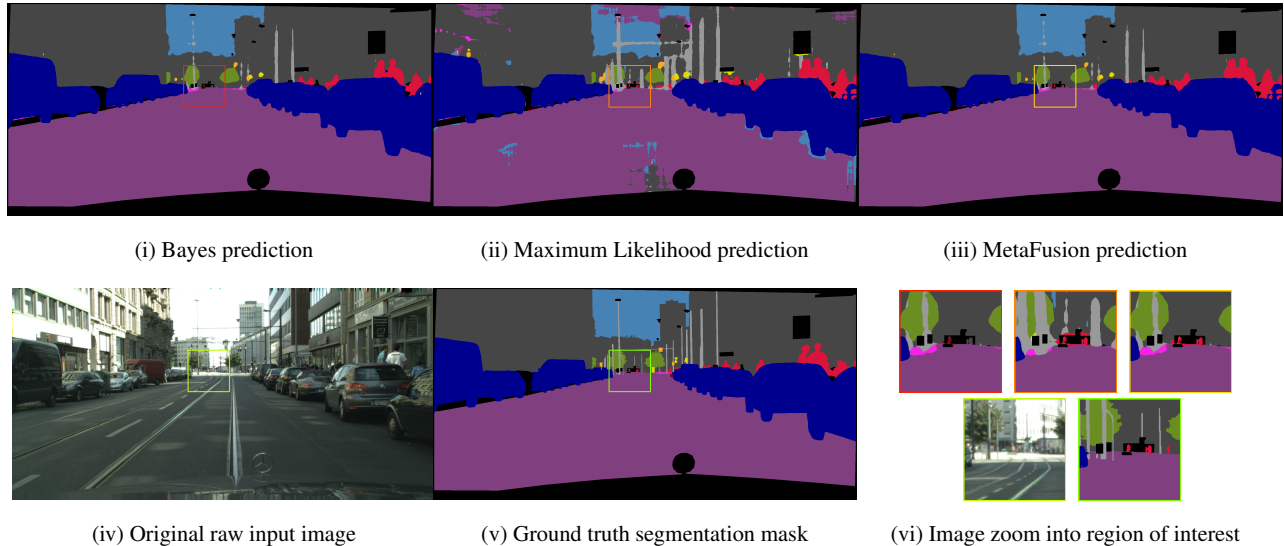 (i) Bayes prediction
(ii) Maximum Likelihood prediction
(iii) MetaFusion prediction
(iv) Original raw input image
(v) Ground truth segmentation mask
(vi) Image zoom into region of interest